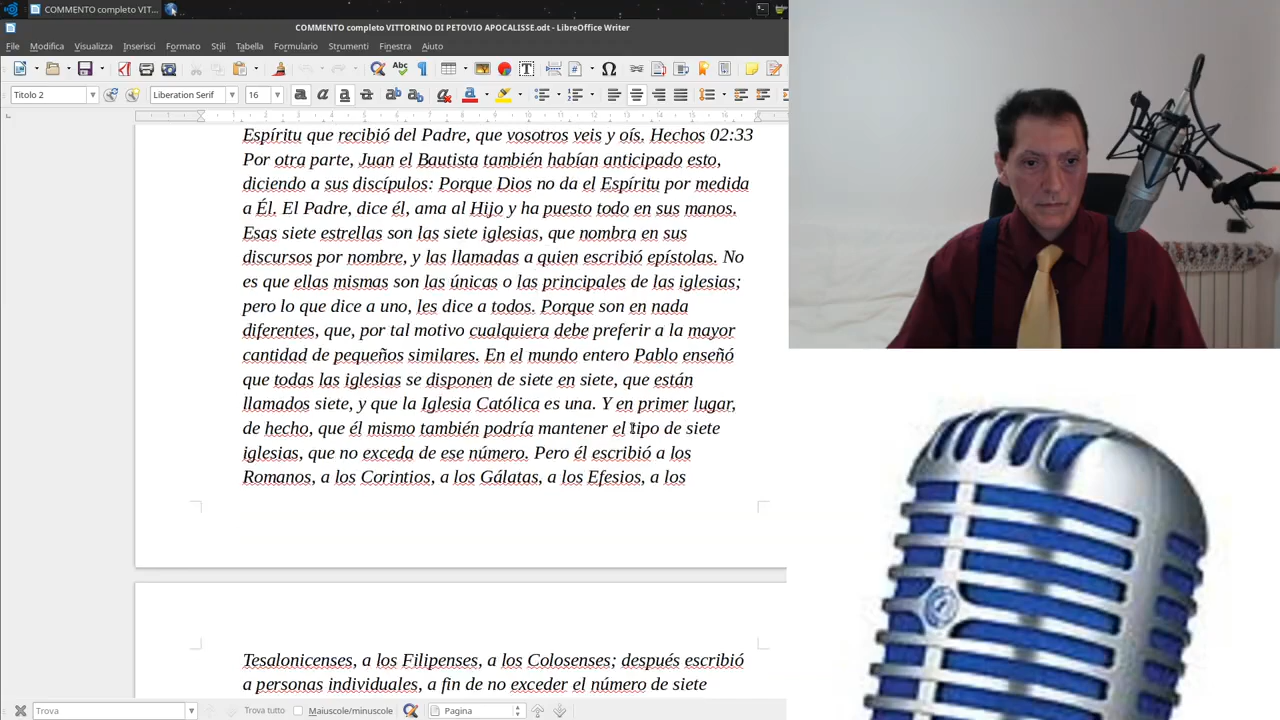 COMMENTO completo VIT...
COMMENTO completo VITTORINO DI PETOVIO APOCALISSE.odt - LibreOffice Writer
File Modifica Visualizza Inserisci Formato Stili Tabella Formulario Strumenti Finestra Aiuto
Titolo 2 Liberation Serif 16
Espíritu que recibió del Padre, que vosotros veis y oís. Hechos 02:33
Por otra parte, Juan el Bautista también habían anticipado esto,
diciendo a sus discípulos: Porque Dios no da el Espíritu por medida
a Él. El Padre, dice él, ama al Hijo y ha puesto todo en sus manos.
Esas siete estrellas son las siete iglesias, que nombra en sus
discursos por nombre, y las llamadas a quien escribió epístolas. No
es que ellas mismas son las únicas o las principales de las iglesias;
pero lo que dice a uno, les dice a todos. Porque son en nada
diferentes, que, por tal motivo cualquiera debe preferir a la mayor
cantidad de pequeños similares. En el mundo entero Pablo enseñó
que todas las iglesias se disponen de siete en siete, que están
llamados siete, y que la Iglesia Católica es una. Y en primer lugar,
de hecho, que él mismo también podría mantener el tipo de siete
iglesias, que no exceda de ese número. Pero él escribió a los
Romanos, a los Corintios, a los Gálatas, a los Efesios, a los
Tesalonicenses, a los Filipenses, a los Colosenses; después escribió
a personas individuales, a fin de no exceder el número de siete
Trova Trova tutto Maiuscole/minuscole Pagina